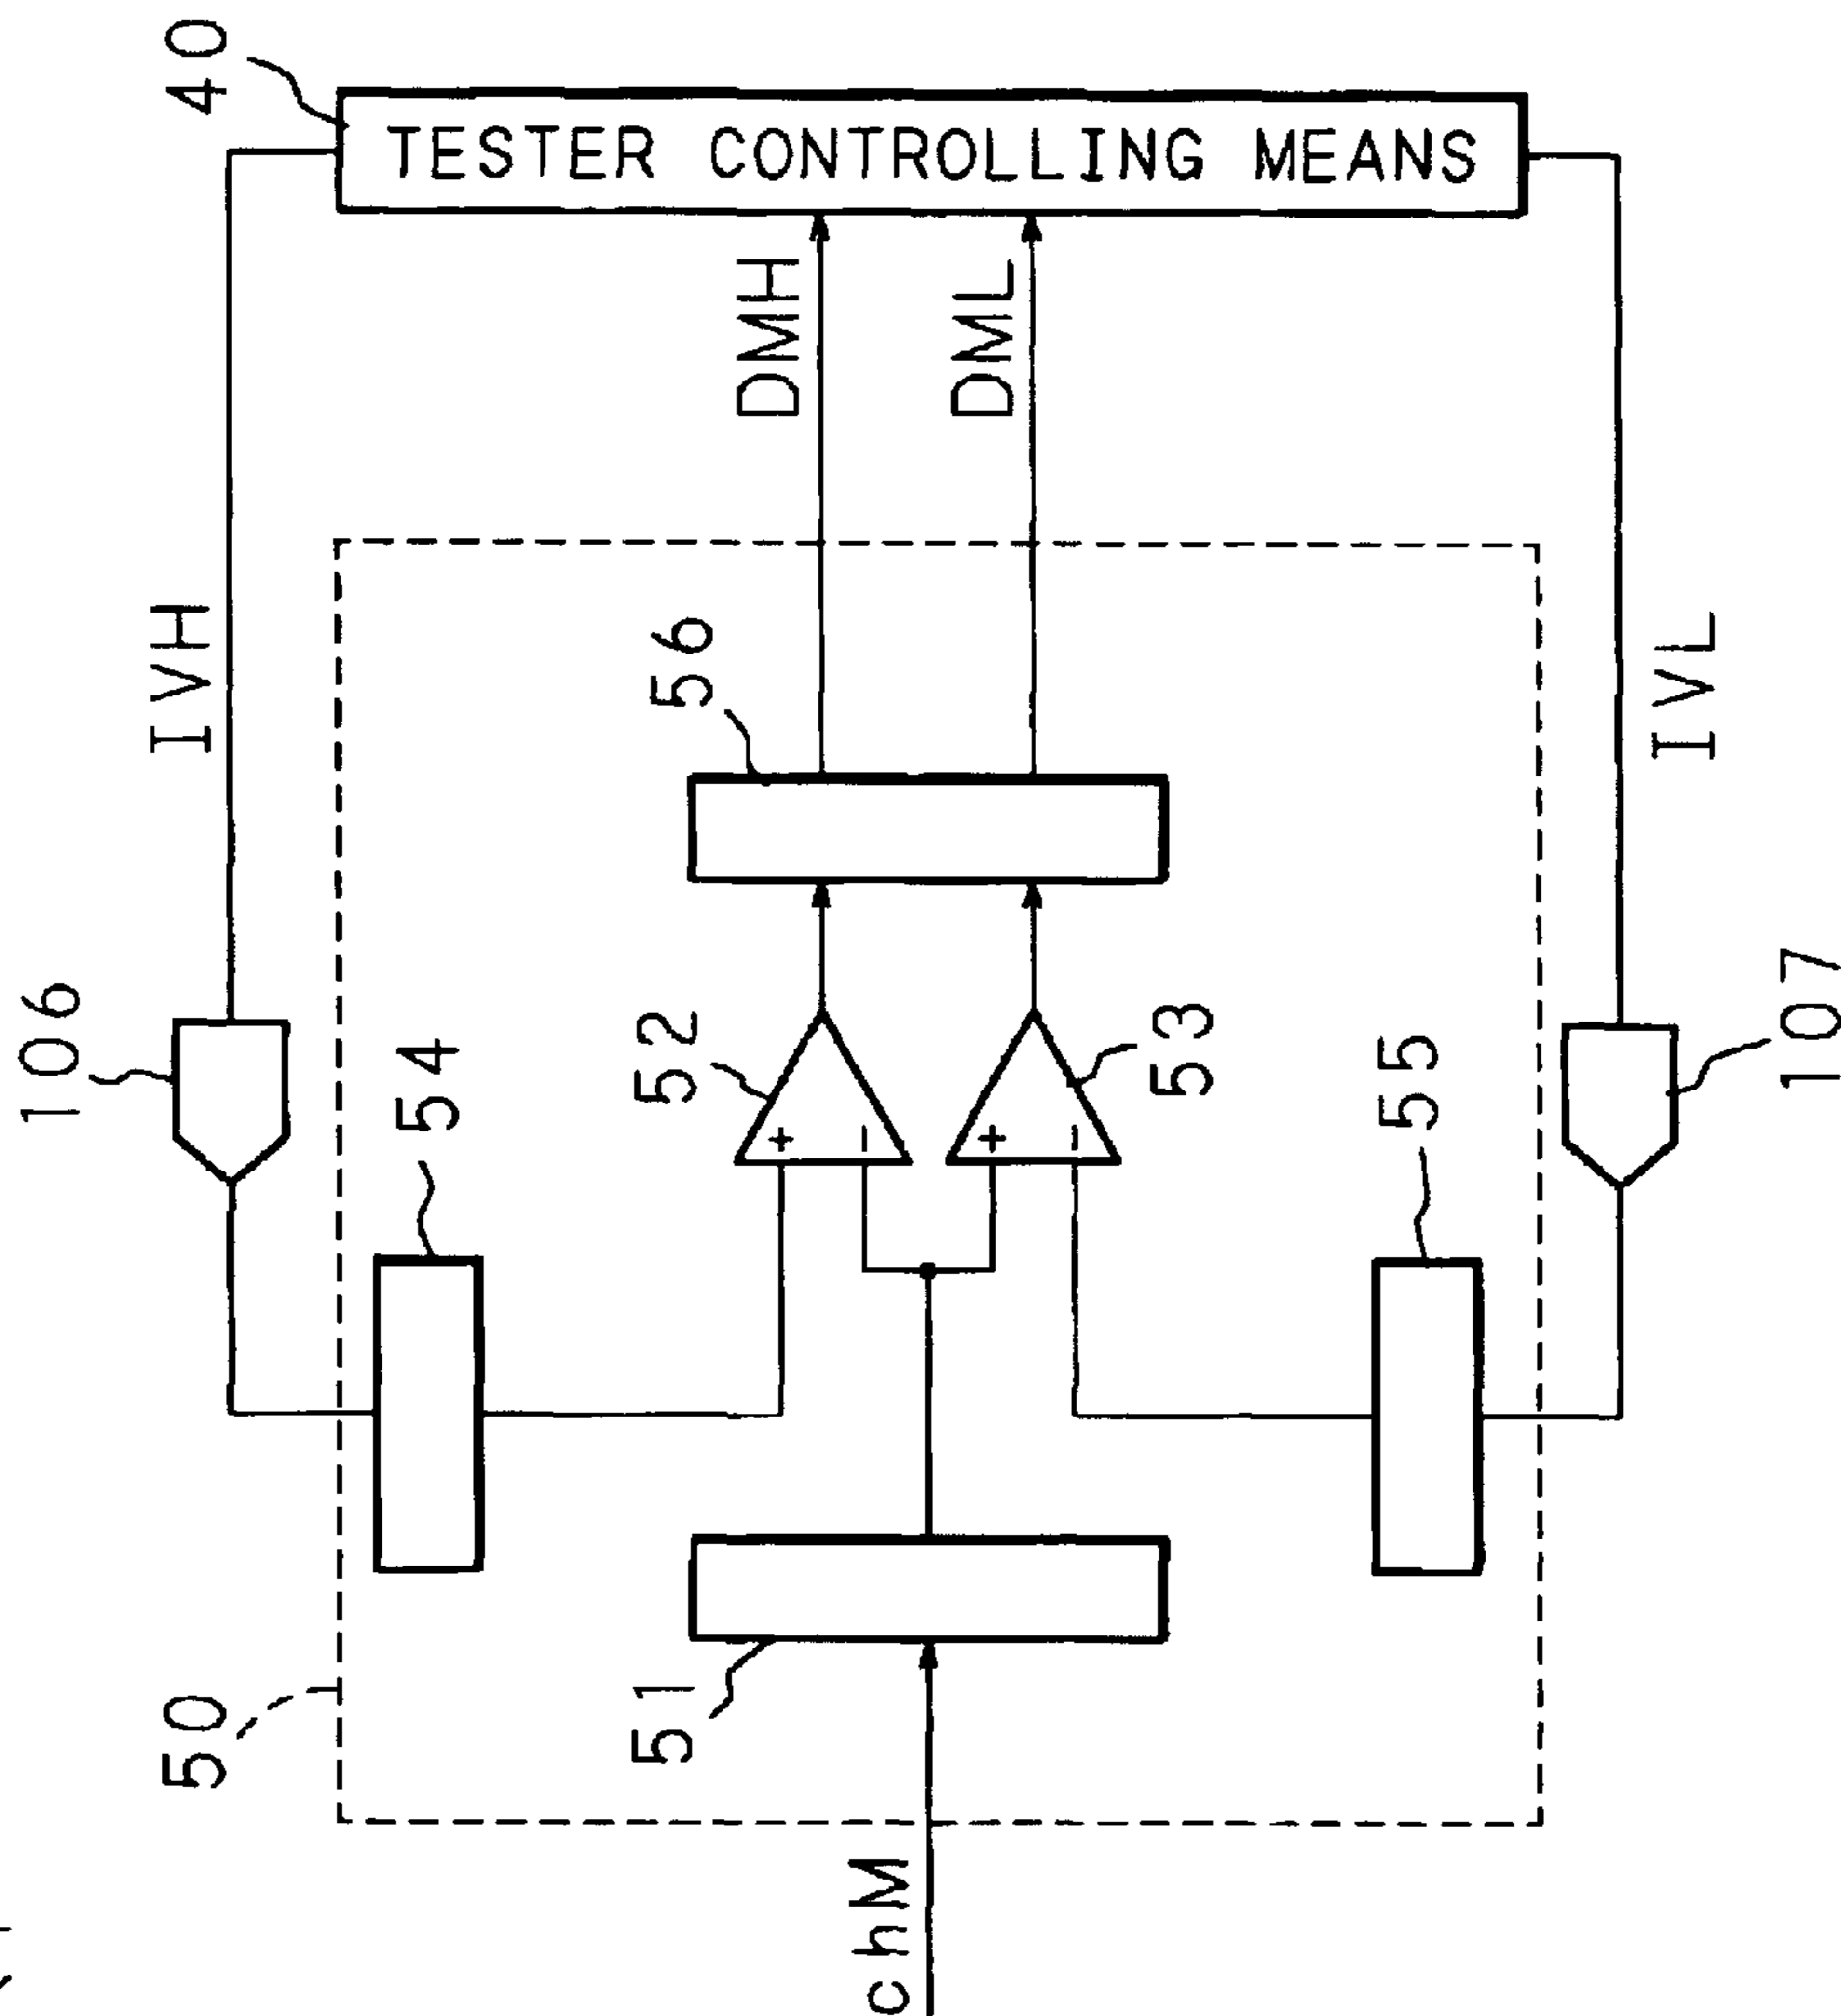 40
TESTER CONTROLLING MEANS
DMH
DML
IVH
IVL
56
106
54
52
+
−
+
−
53
55
107
50
51
chM